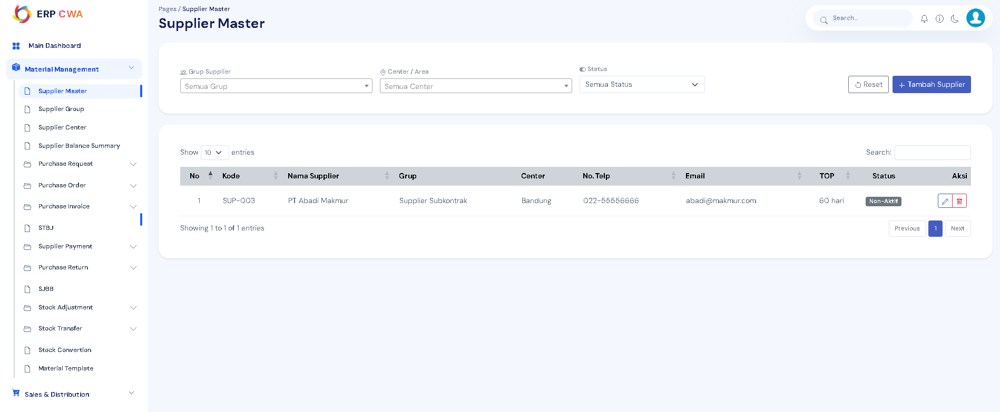 ERP CWA
Main Dashboard
Material Management
Supplier Master
Supplier Group
Supplier Center
Supplier Balance Summary
Purchase Request
Purchase Order
Purchase Invoice
STBJ
Supplier Payment
Purchase Return
SJBB
Stock Adjustment
Stock Transfer
Stock Convertion
Material Template
Sales & Distribution
Pages / Supplier Master
Supplier Master
Search...
Grup Supplier
Semua Grup
Center / Area
Semua Center
Status
Semua Status
Reset
+ Tambah Supplier
Show 10 entries
Search:
No Kode Nama Supplier Grup Center No. Telp Email TOP Status Aksi
1 SUP-003 PT Abadi Makmur Supplier Subkontrak Bandung 022-55556666 abadi@makmur.com 60 hari Non-Aktif
Showing 1 to 1 of 1 entries
Previous 1 Next